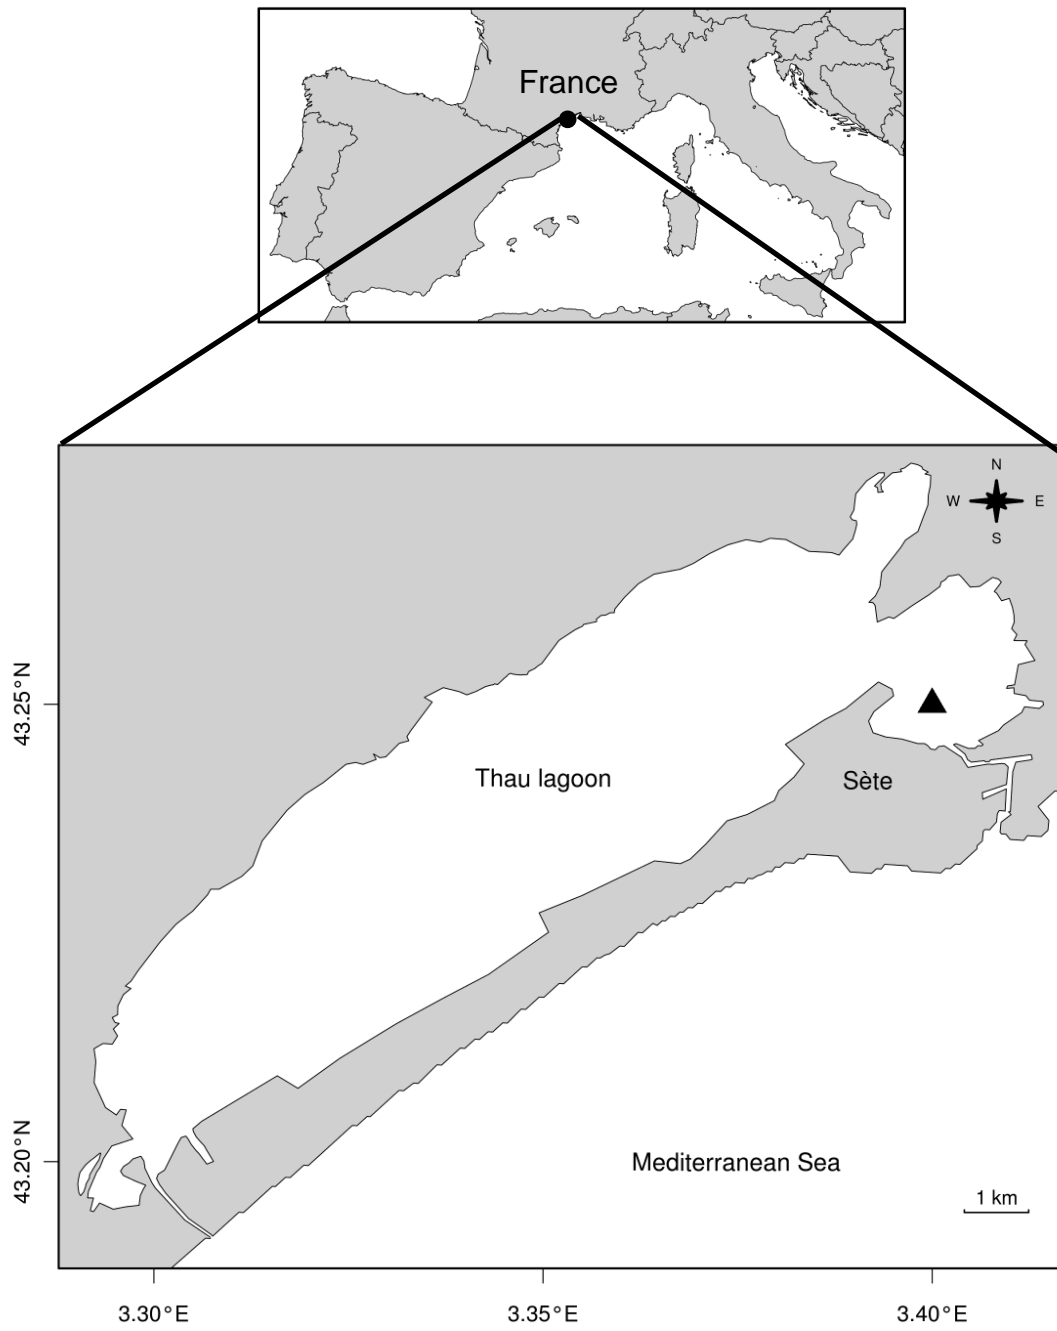 France
N
W
E
S
43.25°N
Thau lagoon
Sète
43.20°N
Mediterranean Sea
1 km
3.30°E
3.35°E
3.40°E